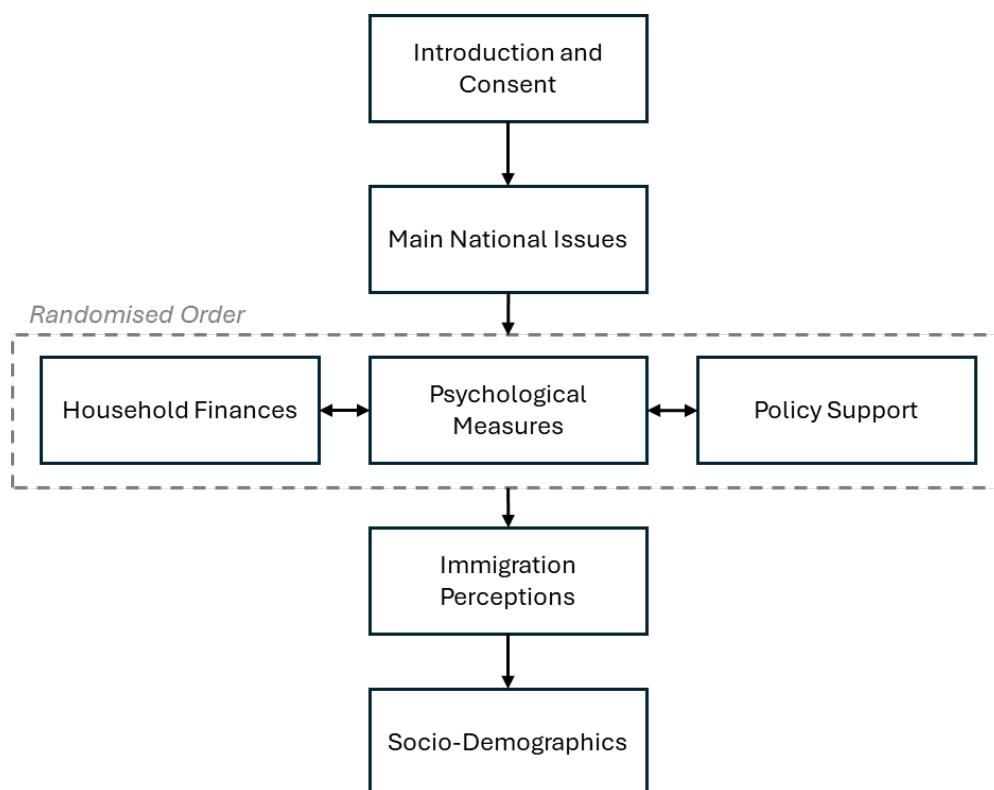 Introduction and
Consent
Main National Issues
Randomised Order
Household Finances
Psychological
Measures
Policy Support
Immigration
Perceptions
Socio-Demographics